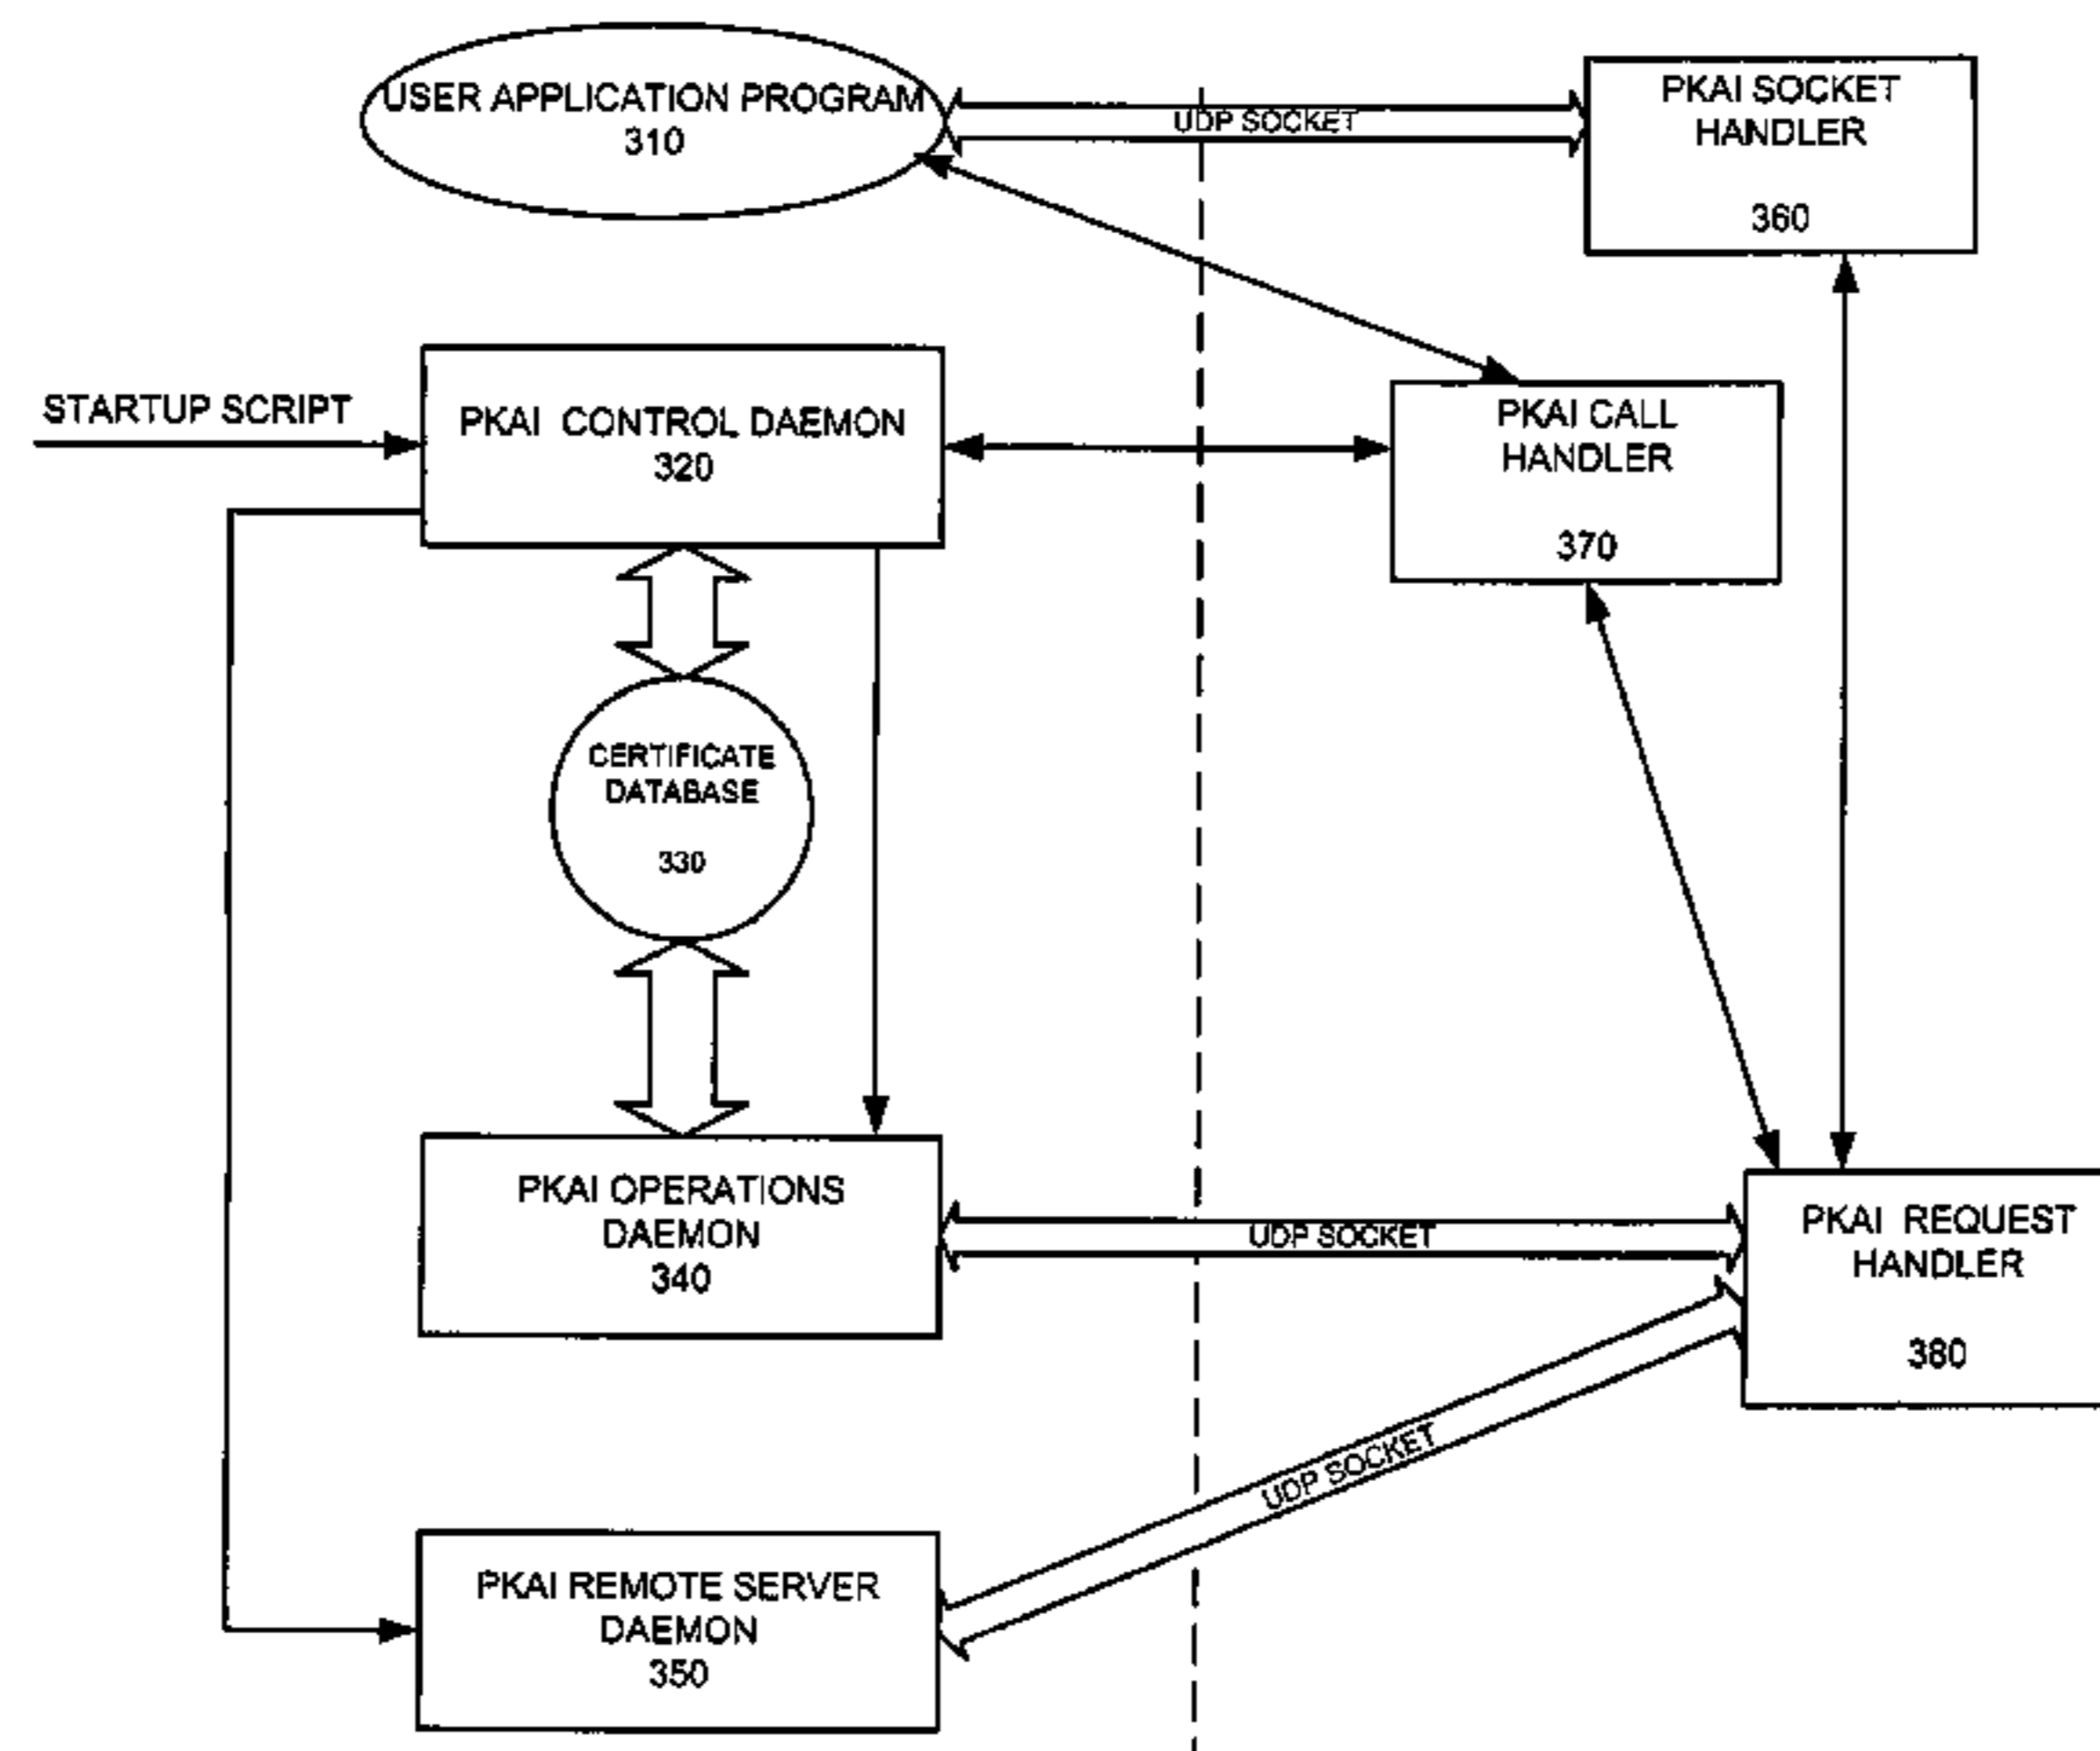 USER APPLICATION PROGRAM
310
UDP SOCKET
PKAI SOCKET
HANDLER
360
STARTUP SCRIPT
PKAI CONTROL DAEMON
320
PKAI CALL
HANDLER
370
CERTIFICATE
DATABASE
330
PKAI OPERATIONS
DAEMON
340
UDP SOCKET
PKAI REQUEST
HANDLER
380
UDP SOCKET
PKAI REMOTE SERVER
DAEMON
350